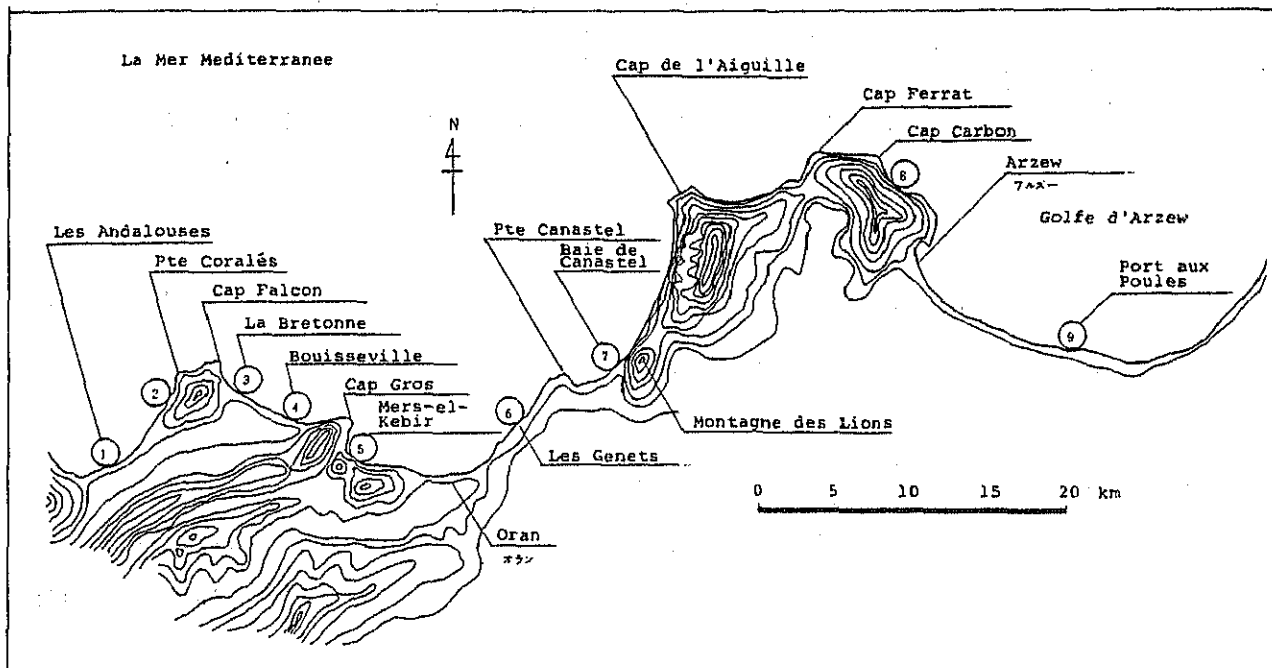 La Mer Mediterranee
Cap de l'Aiguille
Cap Ferrat
N
Cap Carbon
8
Arzew
アルズー
Golfe d'Arzew
Les Andalouses
Pte Canastel
Baie de
Canastel
Pte Coralés
Port aux
Poules
Cap Falcon
La Bretonne
9
7
Bouisseville
3
2
Cap Gros
4
Mers-el-
Kebir
6
Montagne des Lions
1
5
Les Genets
0 5 10 15 20 km
Oran
オラン